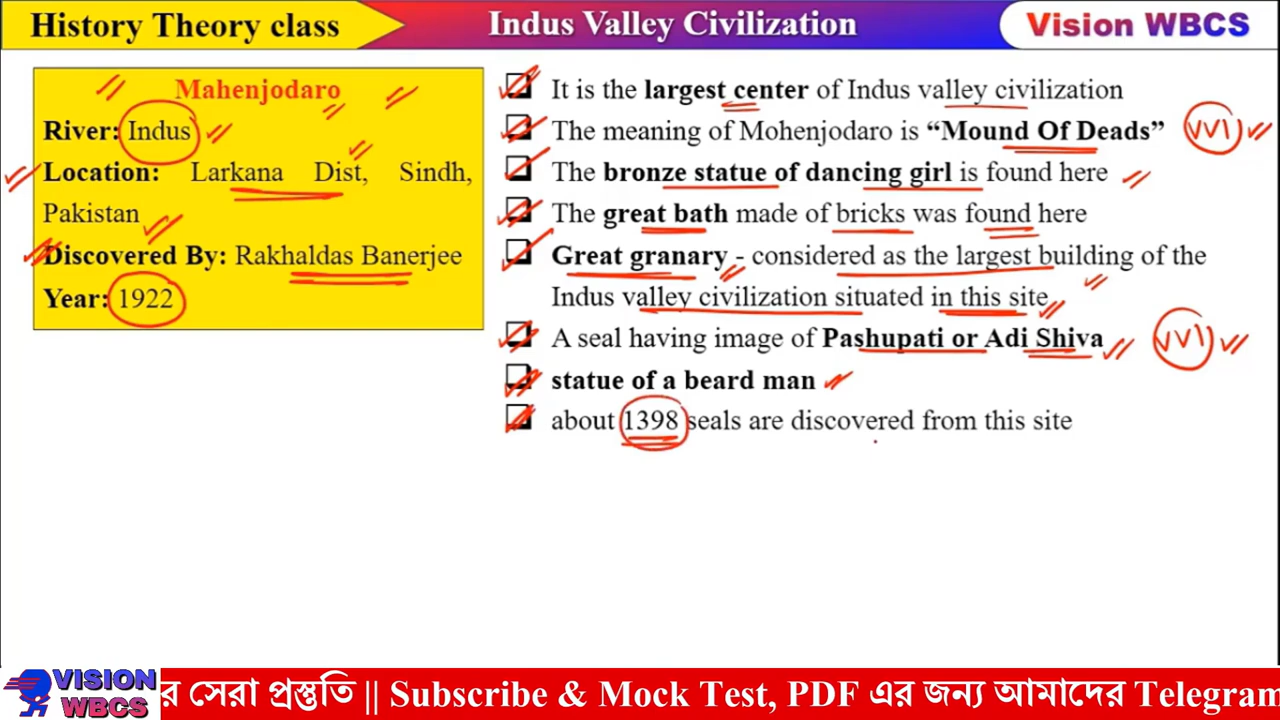 History Theory class
Indus Valley Civilization
Vision WBCS
Mahenjodaro
River: Indus
Location: Larkana Dist, Sindh,
Pakistan
Discovered By: Rakhaldas Banerjee
Year: 1922
It is the largest center of Indus valley civilization
The meaning of Mohenjodaro is “Mound Of Deads” VVI
The bronze statue of dancing girl is found here
The great bath made of bricks was found here
Great granary - considered as the largest building of the
Indus valley civilization situated in this site
A seal having image of Pashupati or Adi Shiva VVI
statue of a beard man
about 1398 seals are discovered from this site
VISION
WBCS
র সেরা প্রস্তুতি || Subscribe & Mock Test, PDF এর জন্য আমাদের Telegram